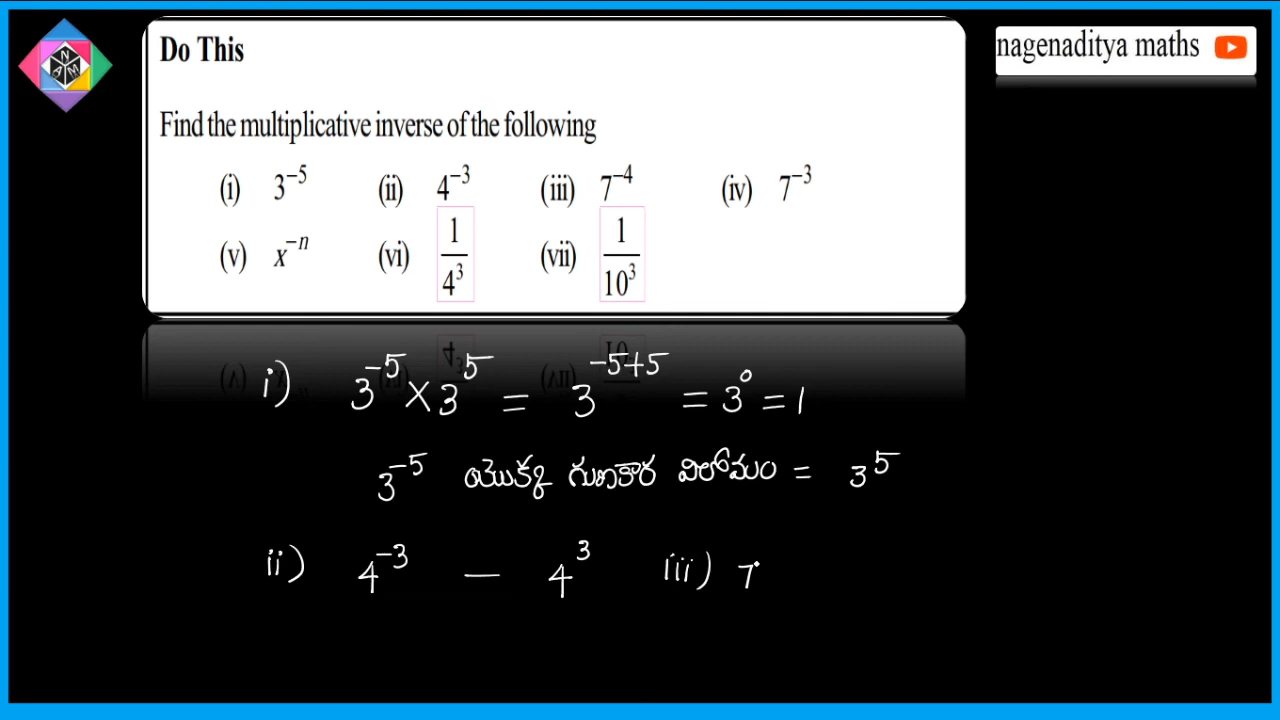 Do This
nagenaditya maths
N
A M
Find the multiplicative inverse of the following
(i) 3⁻⁵ (ii) 4⁻³ (iii) 7⁻⁴ (iv) 7⁻³
(v) x⁻ⁿ (vi) 1/4³ (vii) 1/10³
i) 3⁻⁵ × 3⁵ = 3⁻⁵⁺⁵ = 3⁰ = 1
3⁻⁵ యొక్క గుణకార విలోమం = 3⁵
ii) 4⁻³ — 4³ iii) 7